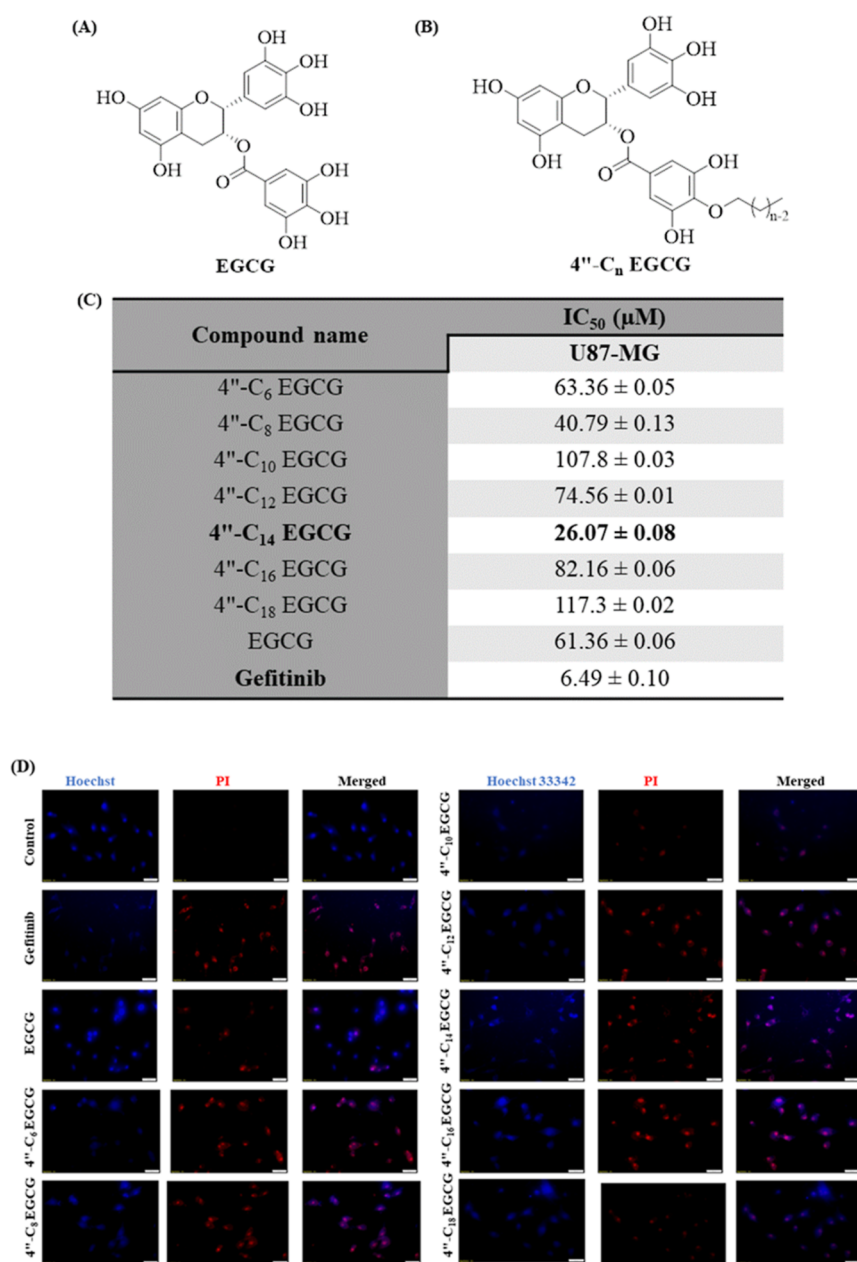 (A)
OH
OH
OH
HO
O
O
OH
O
OH
OH
OH
EGCG
(B)
OH
OH
OH
HO
O
O
OH
O
OH
O
n-2
OH
4"-Cn EGCG
(C)
Compound name
IC50 (µM)
U87-MG
4"-C6 EGCG 63.36 ± 0.05
4"-C8 EGCG 40.79 ± 0.13
4"-C10 EGCG 107.8 ± 0.03
4"-C12 EGCG 74.56 ± 0.01
4"-C14 EGCG 26.07 ± 0.08
4"-C16 EGCG 82.16 ± 0.06
4"-C18 EGCG 117.3 ± 0.02
EGCG 61.36 ± 0.06
Gefitinib 6.49 ± 0.10
(D)
Hoechst PI Merged
Control
Gefitinib
EGCG
4"-C6 EGCG
4"-C8 EGCG
Hoechst 33342 PI Merged
4"-C10 EGCG
4"-C12 EGCG
4"-C14 EGCG
4"-C16 EGCG
4"-C18 EGCG